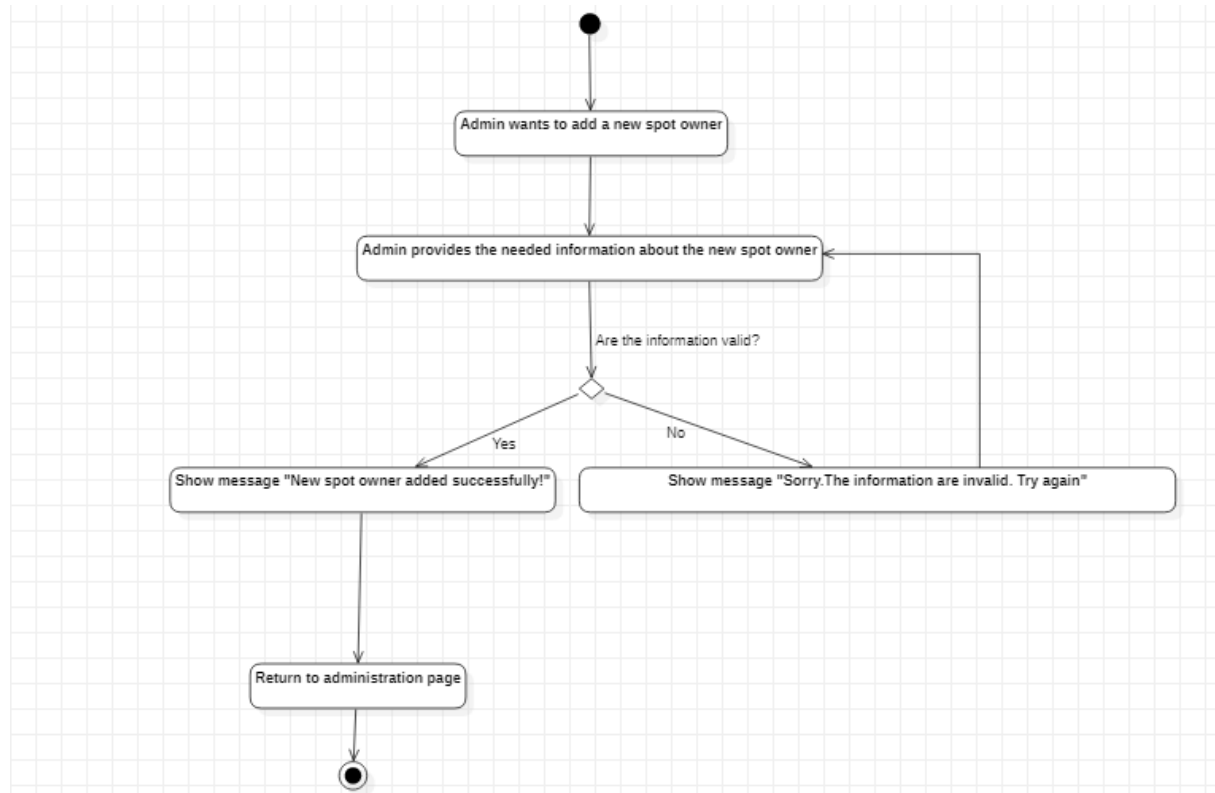 Admin wants to add a new spot owner
Admin provides the needed information about the new spot owner
Are the information valid?
Yes
No
Show message "New spot owner added successfully!"
Show message "Sorry.The information are invalid. Try again"
Return to administration page